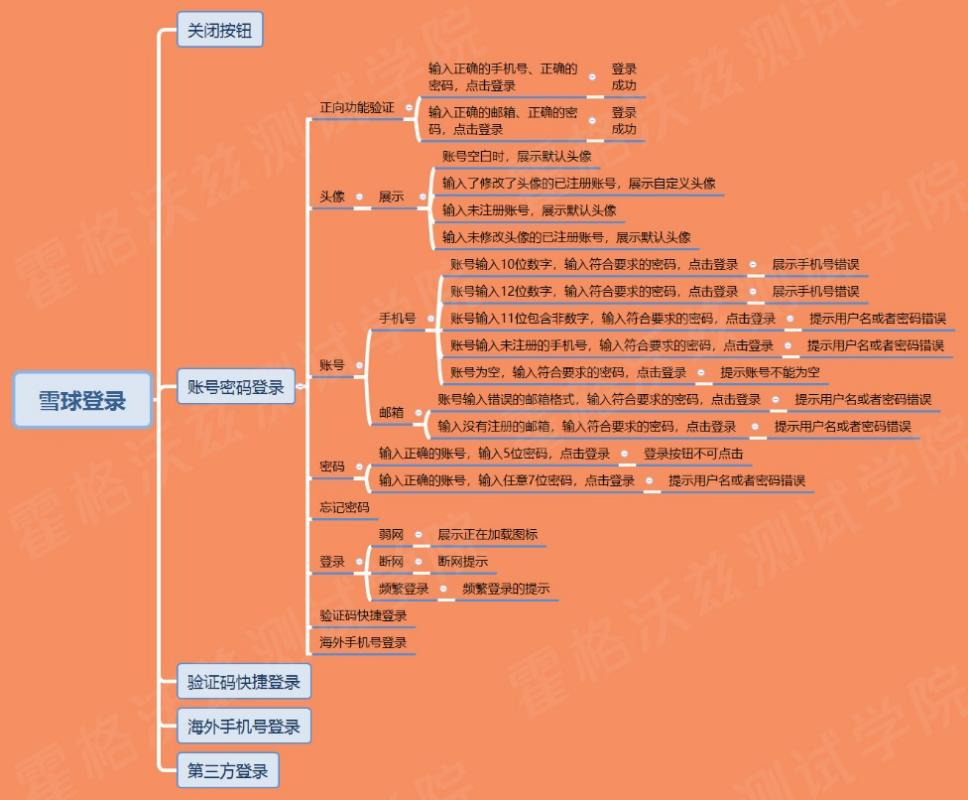 雪球登录
关闭按钮
账号密码登录
正向功能验证
输入正确的手机号、正确的
密码，点击登录
登录
成功
输入正确的邮箱、正确的密
码，点击登录
登录
成功
头像
展示
账号空白时，展示默认头像
输入了修改了头像的已注册账号，展示自定义头像
输入未注册账号，展示默认头像
输入未修改头像的已注册账号，展示默认头像
账号
手机号
账号输入10位数字，输入符合要求的密码，点击登录
展示手机号错误
账号输入12位数字，输入符合要求的密码，点击登录
展示手机号错误
账号输入11位包含非数字，输入符合要求的密码，点击登录
提示用户名或者密码错误
账号输入未注册的手机号，输入符合要求的密码，点击登录
提示用户名或者密码错误
账号为空，输入符合要求的密码，点击登录
提示账号不能为空
邮箱
账号输入错误的邮箱格式，输入符合要求的密码，点击登录
提示用户名或者密码错误
输入没有注册的邮箱，输入符合要求的密码，点击登录
提示用户名或者密码错误
密码
输入正确的账号，输入5位密码，点击登录
登录按钮不可点击
输入正确的账号，输入任意7位密码，点击登录
提示用户名或者密码错误
忘记密码
登录
弱网
展示正在加载图标
断网
断网提示
频繁登录
频繁登录的提示
验证码快捷登录
海外手机号登录
验证码快捷登录
海外手机号登录
第三方登录
霍格沃兹测试学院